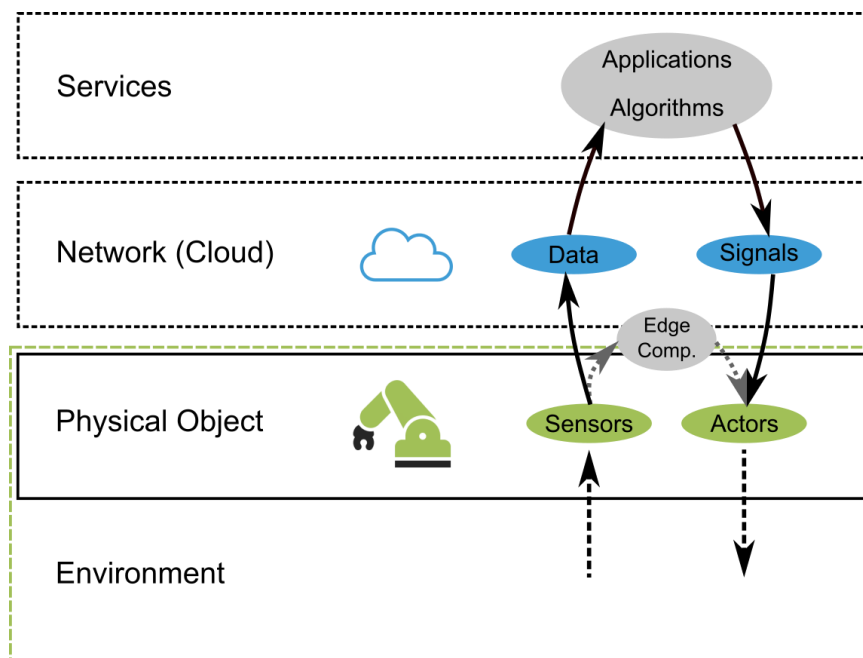 Services
Applications
Algorithms
Network (Cloud)
Data
Signals
Edge
Comp.
Physical Object
Sensors
Actors
Environment